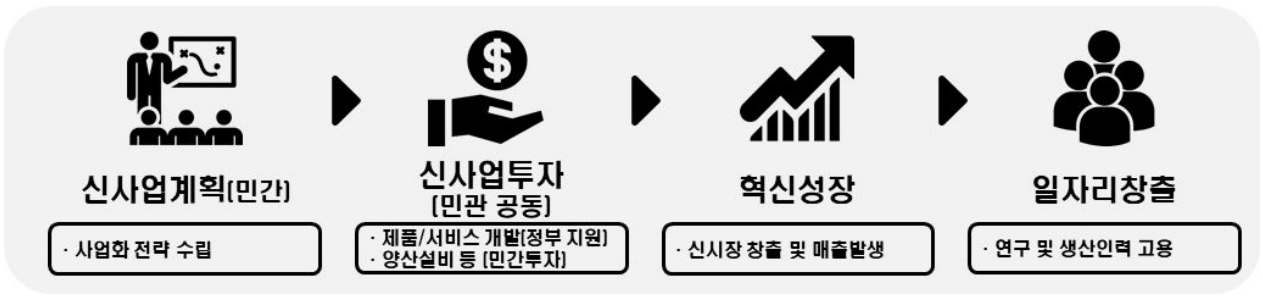 신사업계획(민간)
· 사업화 전략 수립
$
신사업투자
(민관 공동)
· 제품/서비스 개발(정부 지원)
· 양산설비 등 (민간투자)
혁신성장
· 신시장 창출 및 매출발생
일자리창출
· 연구 및 생산인력 고용